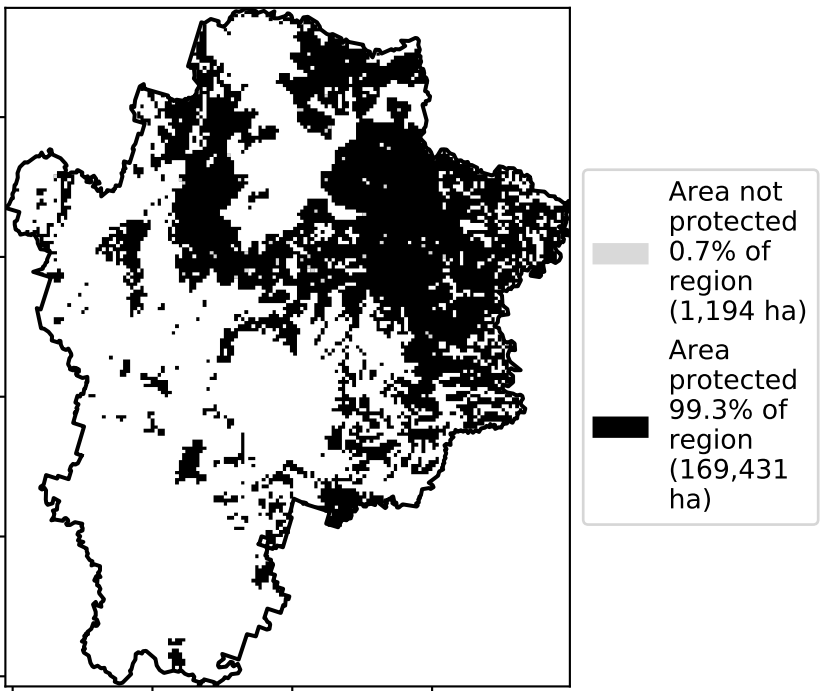 Area not
protected
0.7% of
region
(1,194 ha)
Area
protected
99.3% of
region
(169,431
ha)